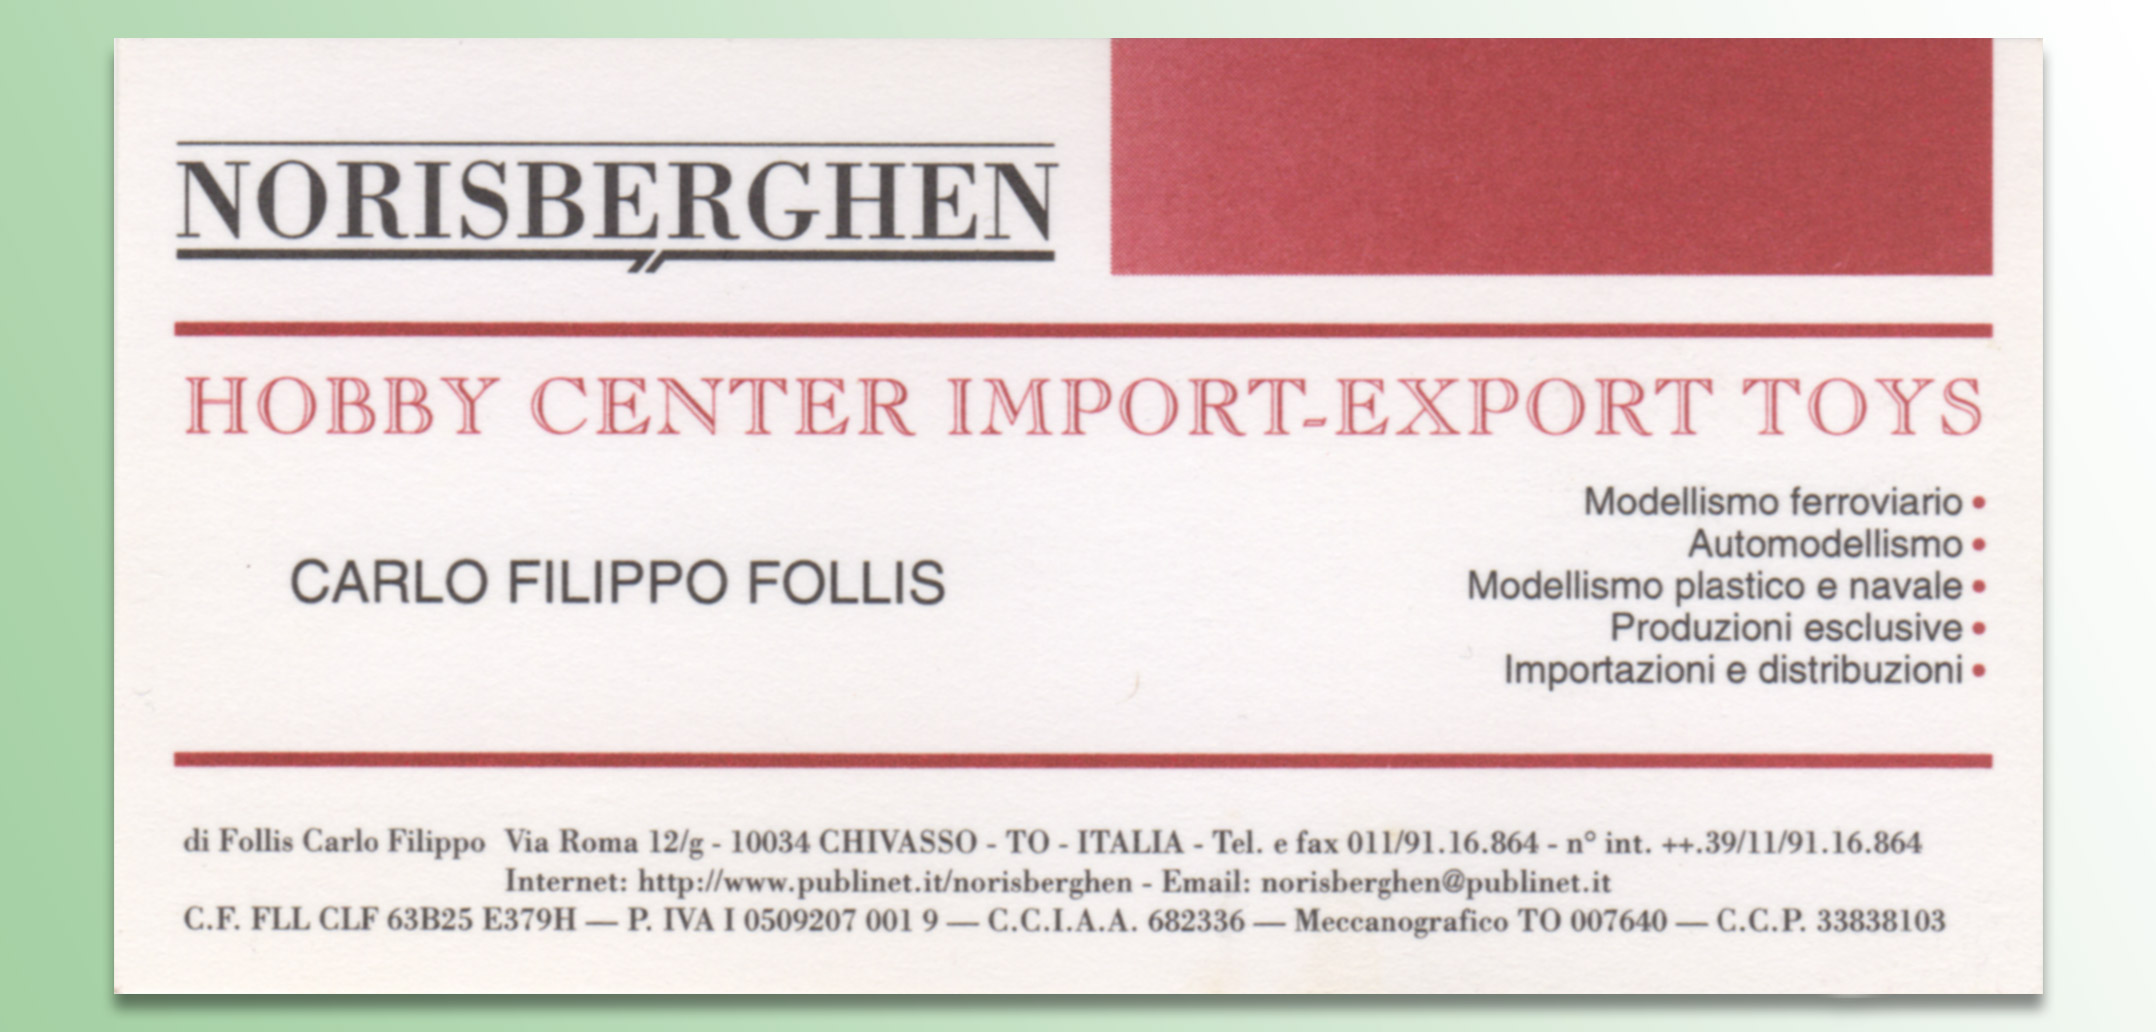 NORISBERGHEN
HOBBY CENTER IMPORT-EXPORT TOYS
CARLO FILIPPO FOLLIS
Modellismo ferroviario •
Automodellismo •
Modellismo plastico e navale •
Produzioni esclusive •
Importazioni e distribuzioni •
di Follis Carlo Filippo Via Roma 12/g - 10034 CHIVASSO - TO - ITALIA - Tel. e fax 011/91.16.864 - n° int. ++.39/11/91.16.864
Internet: http://www.publinet.it/norisberghen - Email: norisberghen@publinet.it
C.F. FLL CLF 63B25 E379H — P. IVA I 0509207 001 9 — C.C.I.A.A. 682336 — Meccanografico TO 007640 — C.C.P. 33838103